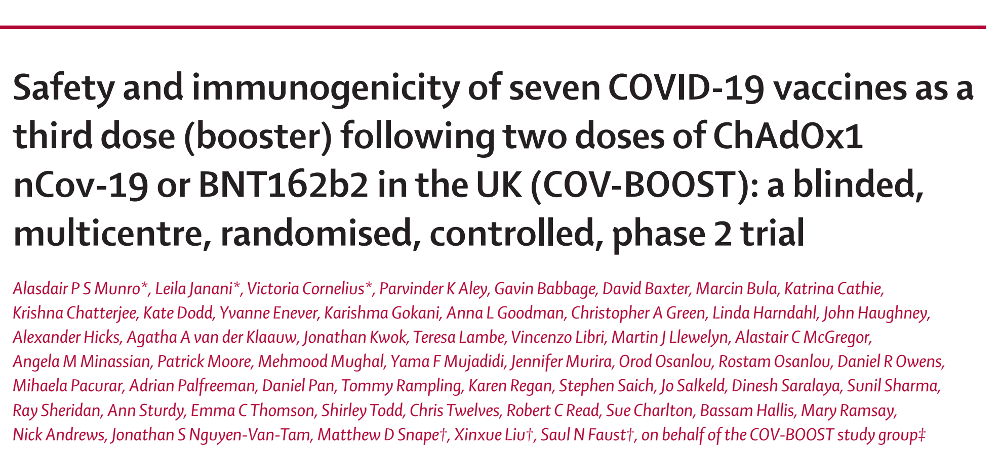 Safety and immunogenicity of seven COVID-19 vaccines as a
third dose (booster) following two doses of ChAdOx1
nCov-19 or BNT162b2 in the UK (COV-BOOST): a blinded,
multicentre, randomised, controlled, phase 2 trial
Alasdair P S Munro*, Leila Janani*, Victoria Cornelius*, Parvinder K Aley, Gavin Babbage, David Baxter, Marcin Bula, Katrina Cathie,
Krishna Chatterjee, Kate Dodd, Yvanne Enever, Karishma Gokani, Anna L Goodman, Christopher A Green, Linda Harndahl, John Haughney,
Alexander Hicks, Agatha A van der Klaauw, Jonathan Kwok, Teresa Lambe, Vincenzo Libri, Martin J Llewelyn, Alastair C McGregor,
Angela M Minassian, Patrick Moore, Mehmood Mughal, Yama F Mujadidi, Jennifer Murira, Orod Osanlou, Rostam Osanlou, Daniel R Owens,
Mihaela Pacurar, Adrian Palfreeman, Daniel Pan, Tommy Rampling, Karen Regan, Stephen Saich, Jo Salkeld, Dinesh Saralaya, Sunil Sharma,
Ray Sheridan, Ann Sturdy, Emma C Thomson, Shirley Todd, Chris Twelves, Robert C Read, Sue Charlton, Bassam Hallis, Mary Ramsay,
Nick Andrews, Jonathan S Nguyen-Van-Tam, Matthew D Snape†, Xinxue Liu†, Saul N Faust†, on behalf of the COV-BOOST study group‡